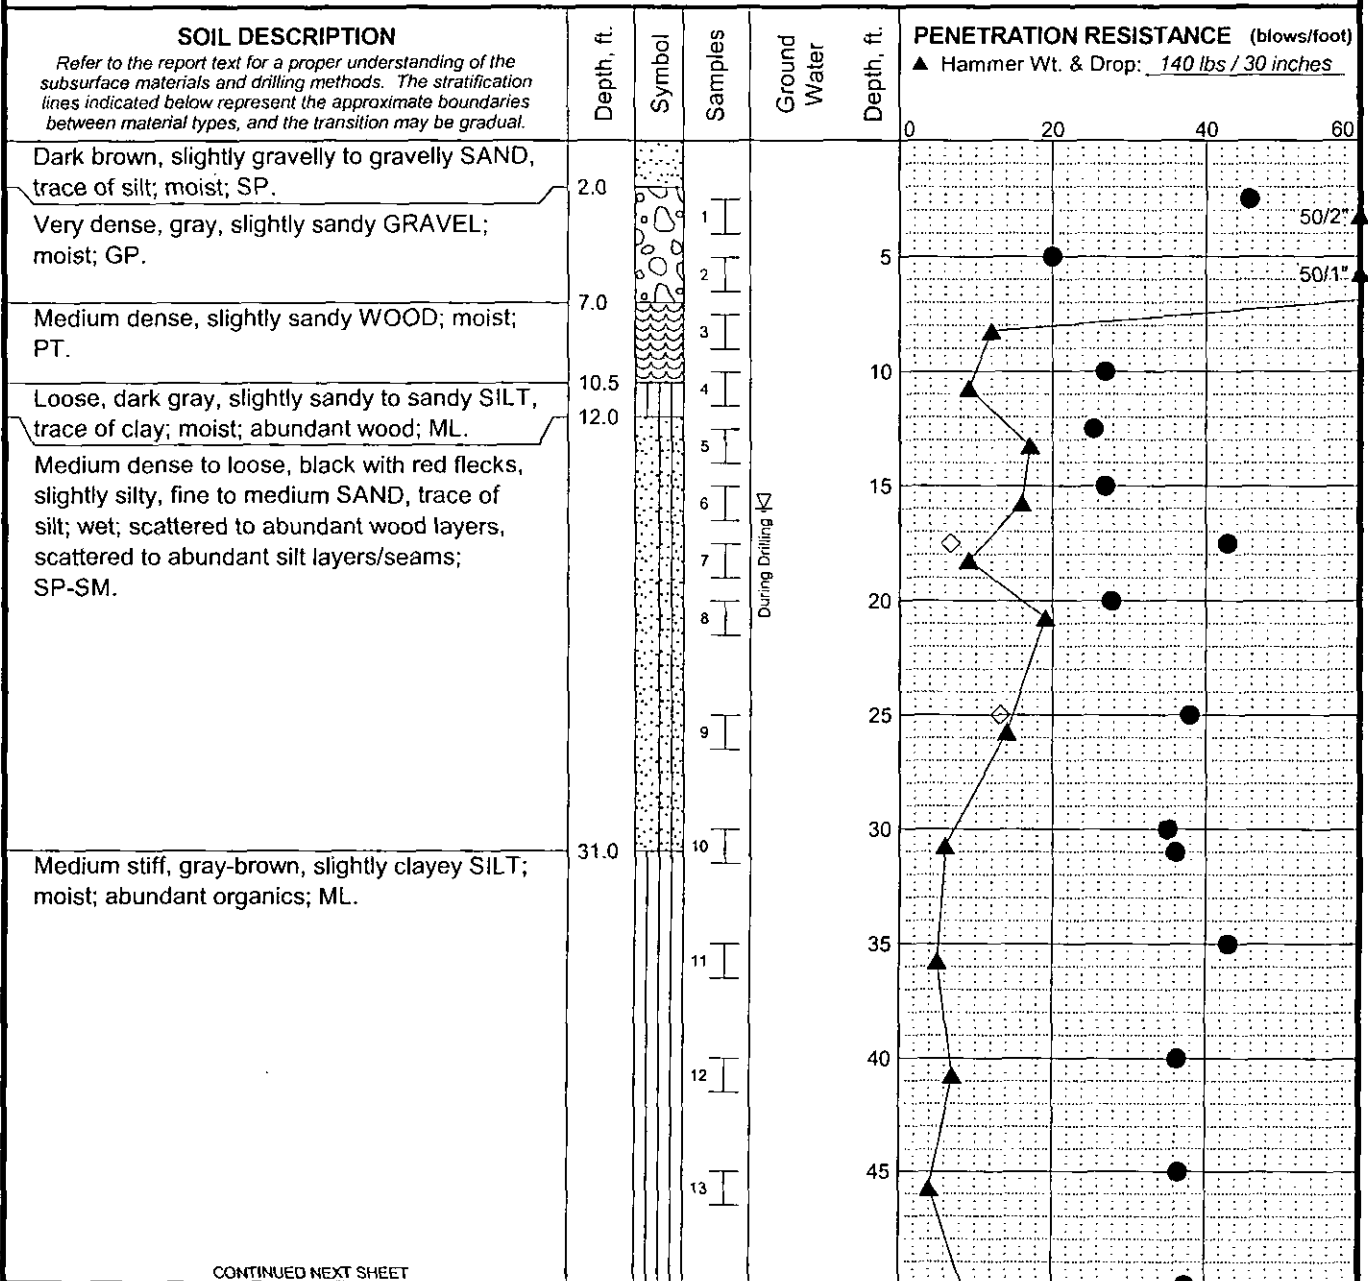 SOIL DESCRIPTION
Refer to the report text for a proper understanding of the
subsurface materials and drilling methods. The stratification
lines indicated below represent the approximate boundaries
between material types, and the transition may be gradual.
Depth, ft.
Symbol
Samples
Ground
Water
Depth, ft.
PENETRATION RESISTANCE (blows/foot)
▲ Hammer Wt. & Drop: 140 lbs / 30 inches
0 20 40 60
Dark brown, slightly gravelly to gravelly SAND,
trace of silt; moist; SP.
2.0
Very dense, gray, slightly sandy GRAVEL;
moist; GP.
7.0
Medium dense, slightly sandy WOOD; moist;
PT.
10.5
Loose, dark gray, slightly sandy to sandy SILT,
trace of clay; moist; abundant wood; ML.
12.0
Medium dense to loose, black with red flecks,
slightly silty, fine to medium SAND, trace of
silt; wet; scattered to abundant wood layers,
scattered to abundant silt layers/seams;
SP-SM.
31.0
Medium stiff, gray-brown, slightly clayey SILT;
moist; abundant organics; ML.
1
2
3
4
5
6
7
8
9
10
11
12
13
During Drilling
5
10
15
20
25
30
35
40
45
50/2"
50/1"
CONTINUED NEXT SHEET